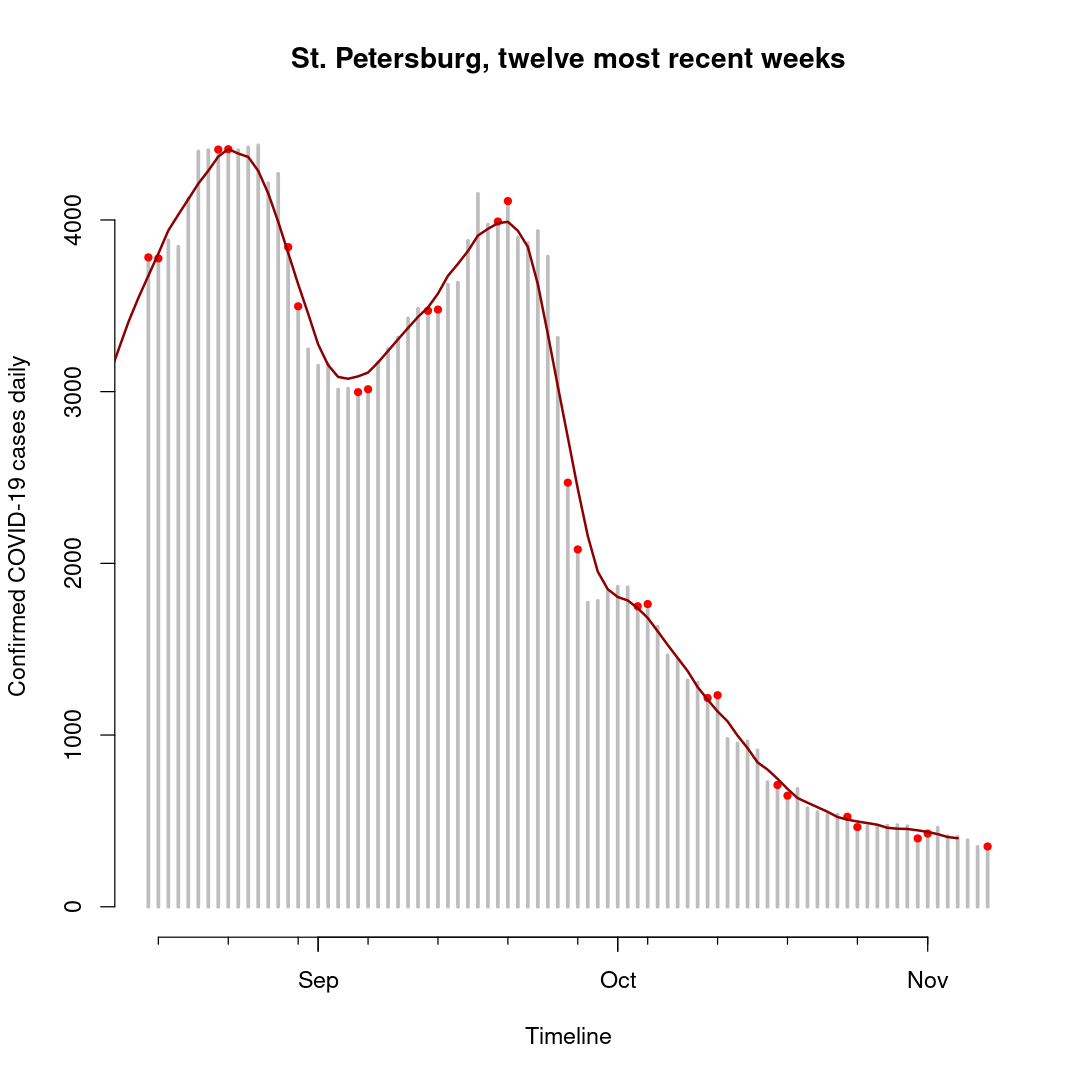 St. Petersburg, twelve most recent weeks
Confirmed COVID-19 cases daily
4000
3000
2000
1000
0
Sep Oct Nov
Timeline